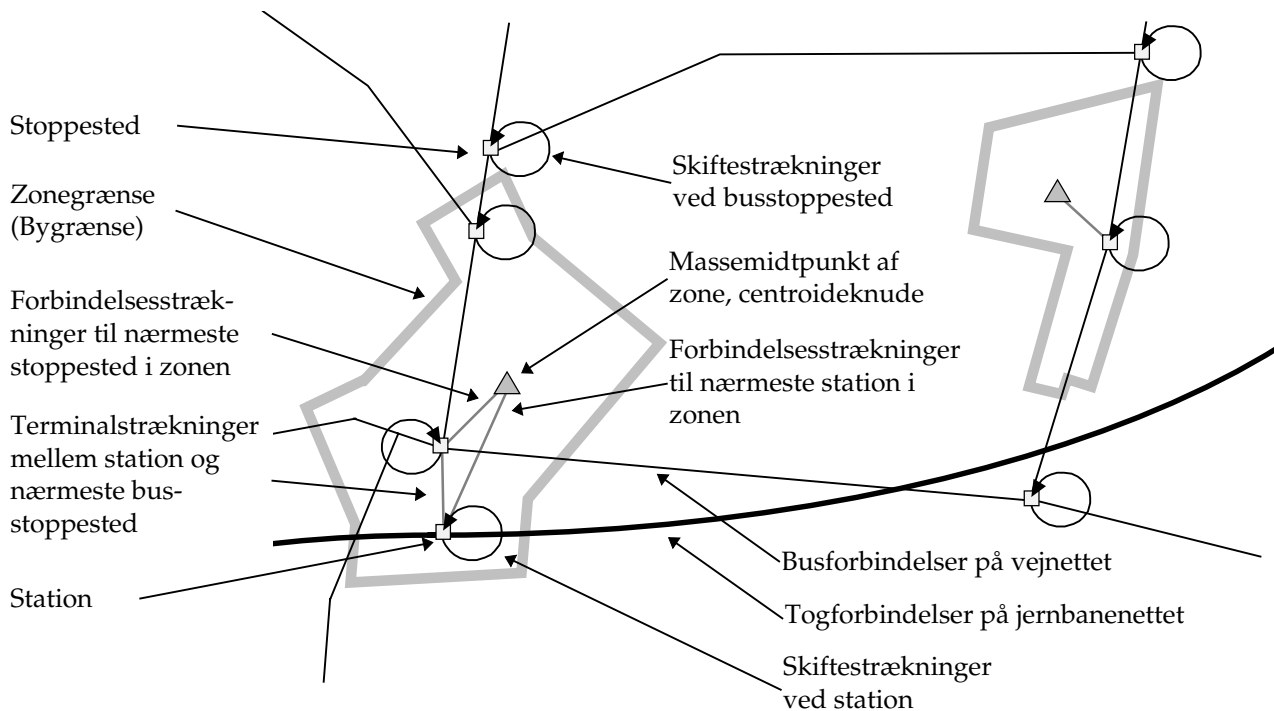 Stoppested
Zonegrænse
(Bygrænse)
Forbindelsesstræk-
ninger til nærmeste
stoppested i zonen
Terminalstrækninger
mellem station og
nærmeste bus-
stoppested
Station
Skiftestrækninger
ved busstoppested
Massemidtpunkt af
zone, centroideknude
Forbindelsesstrækninger
til nærmeste station i
zonen
Busforbindelser på vejnettet
Togforbindelser på jernbanenettet
Skiftestrækninger
ved station